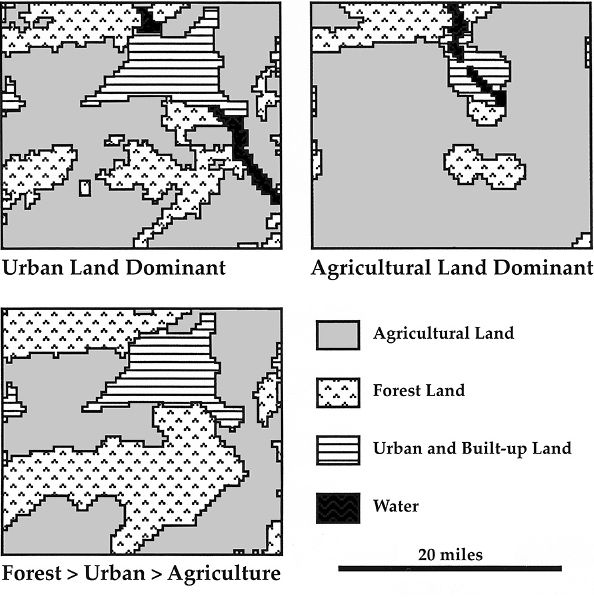 Urban Land Dominant
Agricultural Land Dominant
Forest > Urban > Agriculture
Agricultural Land
Forest Land
Urban and Built-up Land
Water
20 miles